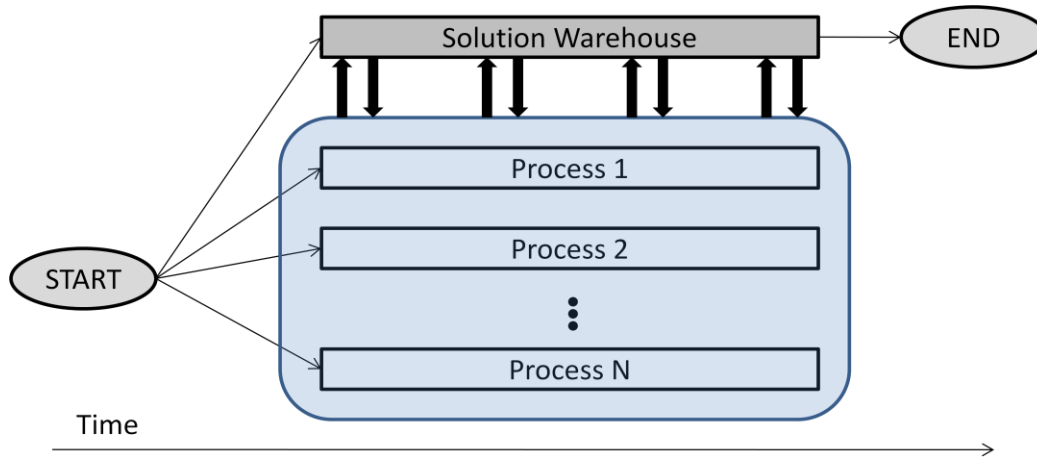 Solution Warehouse
END
Process 1
Process 2
START
Process N
Time